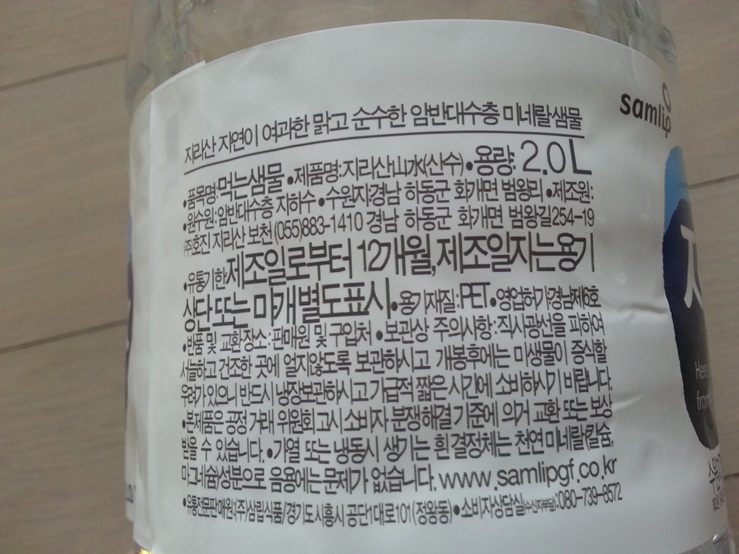 samlip
지리산 자연이 여과한 맑고 순수한 암반대수층 미네랄샘물
•품목명:먹는샘물 •제품명:지리산山水(산수) •용량: 2.0L
•원수원:암반대수층 지하수 •수원지:경남 하동군 화개면 범왕리 •제조원:
㈜호진 지리산 보천 (055)883-1410 경남 하동군 화개면 범왕길254-19
•유통기한:제조일로부터 12개월, 제조일자는 용기
상단 또는 마개 별도표시 •용기재질:PET •영업허가:경남제6호
•반품 및 교환장소:판매원 및 구입처 •보관상 주의사항:직사광선을 피하여
서늘하고 건조한 곳에 얼지않도록 보관하시고 개봉후에는 미생물이 증식할
우려가 있으니 반드시 냉장보관하시고 가급적 짧은 시간에 소비하시기 바랍니다.
•본제품은 공정 거래 위원회 고시 소비자 분쟁해결 기준에 의거 교환 또는 보상
받을 수 있습니다. •가열 또는 냉동시 생기는 흰 결정체는 천연 미네랄(칼슘,
마그네슘)성분으로 음용에는 문제가 없습니다. www.samlipgf.co.kr
•유통전문판매원:(주)삼립식품/경기도 시흥시 공단1대로 101(정왕동) •소비자상담실(수신자부담):080-739-8572